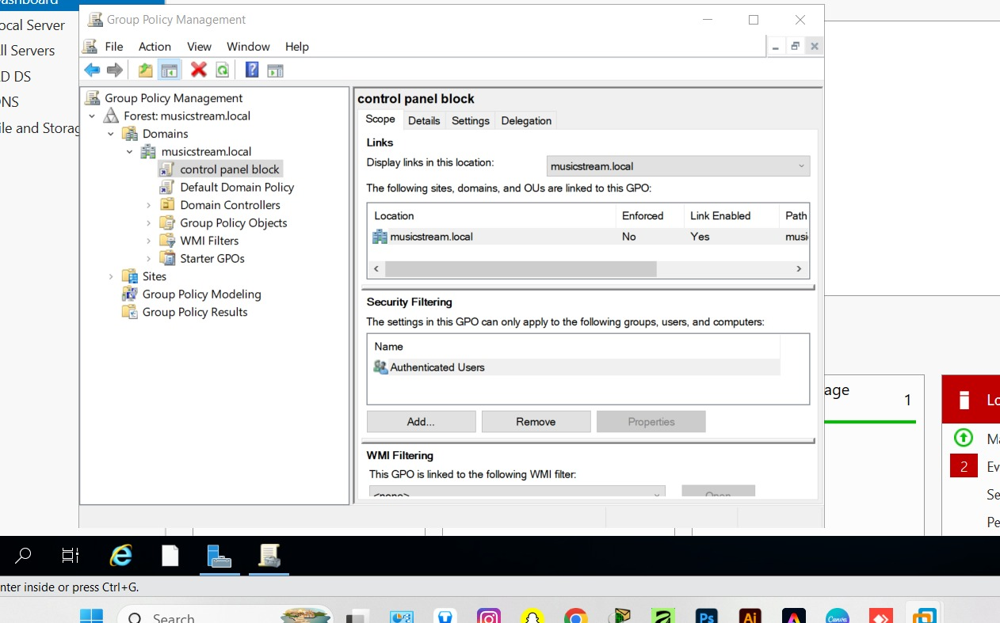 ashboard
Group Policy Management
ocal Server
ll Servers
D DS
NS
ile and Storag
File Action View Window Help
Group Policy Management
Forest: musicstream.local
Domains
musicstream.local
control panel block
Default Domain Policy
Domain Controllers
Group Policy Objects
WMI Filters
Starter GPOs
Sites
Group Policy Modeling
Group Policy Results
control panel block
Scope Details Settings Delegation
Links
Display links in this location: musicstream.local
The following sites, domains, and OUs are linked to this GPO:
Location Enforced Link Enabled Path
musicstream.local No Yes musi
Security Filtering
The settings in this GPO can only apply to the following groups, users, and computers:
Name
Authenticated Users
Add... Remove Properties
WMI Filtering
This GPO is linked to the following WMI filter:
<none> Open
age 1
Lo
Ma
2 Ev
Se
Pe
nter inside or press Ctrl+G.
Search
Ps Ai Canva